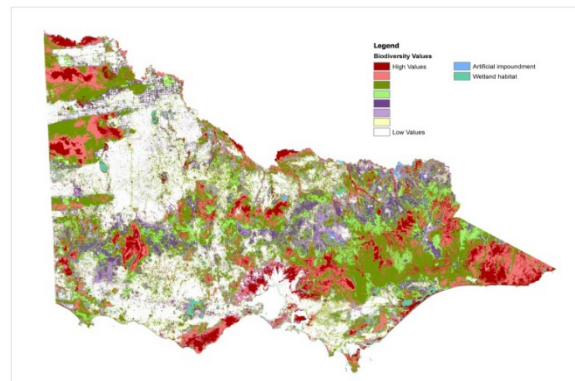 Legend
Biodiversity Values
High Values
Low Values
Artificial impoundment
Wetland habitat